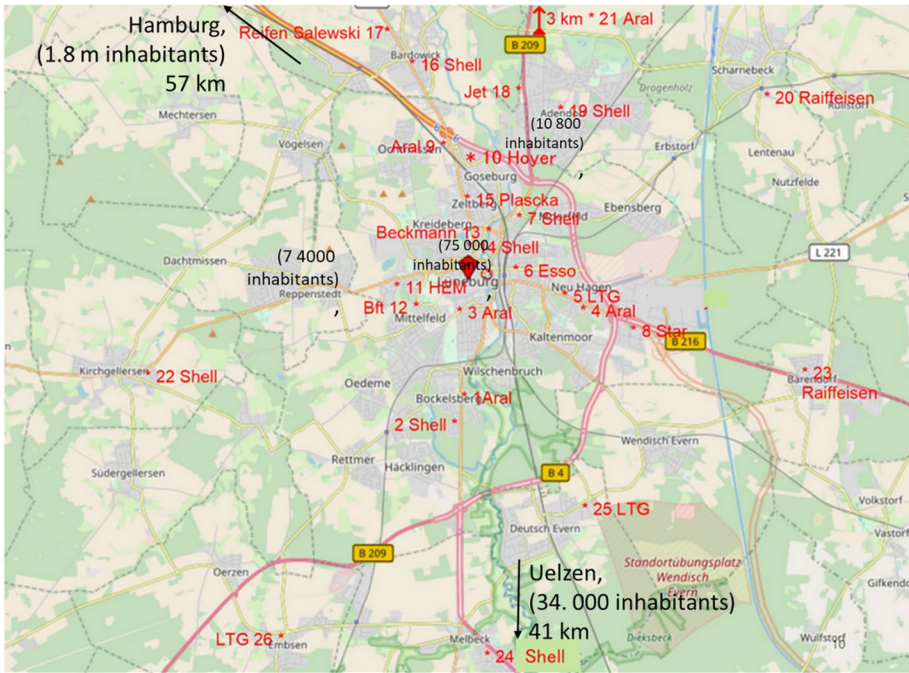 Hamburg,
(1.8 m inhabitants)
57 km
3 km * 21 Aral
B 209
Reifen Salewski 17*
Bardowick
* 16 Shell
Scharnebeck
Jet 18 *
* 20 Raiffeisen
Rullstorf
Drögenholz
* 19 Shell
Mechtersen
(10 800
inhabitants)
Vögelsen
Aral 9 *
* 10 Hoyer
Erbstorf
Lentenau
Goseburg
Nutzfelde
* 15 Plascka
Zeltberg
* 7 Shell
Ebensberg
Kreideberg
Beckmann 13 *
(75 000
inhabitants)
4 Shell
L 221
Dachtmissen
(7 4000
inhabitants)
* 6 Esso
Neu Hagen
* 11 HEM
Reppenstedt
* 5 LTG
Bft 12 *
* 3 Aral
* 4 Aral
Mittelfeld
* 8 Star
Kaltenmoor
B 216
Kirchgellersen
* 22 Shell
Wilschenbruch
* 23
Raiffeisen
Barendorf
Oedeme
Bockelsberg
* 1Aral
2 Shell *
Wendisch Evern
Rettmer
Häcklingen
Südergellersen
B 4
Volkstorf
* 25 LTG
Deutsch Evern
Vastorf
B 209
Standortübungsplatz
Wendisch
Evern
Oerzen
Uelzen,
(34. 000 inhabitants)
41 km
Gifkendorf
LTG 26 *
Embsen
Melbeck
Dieksbeck
Wulfstorf
10
* 24 Shell